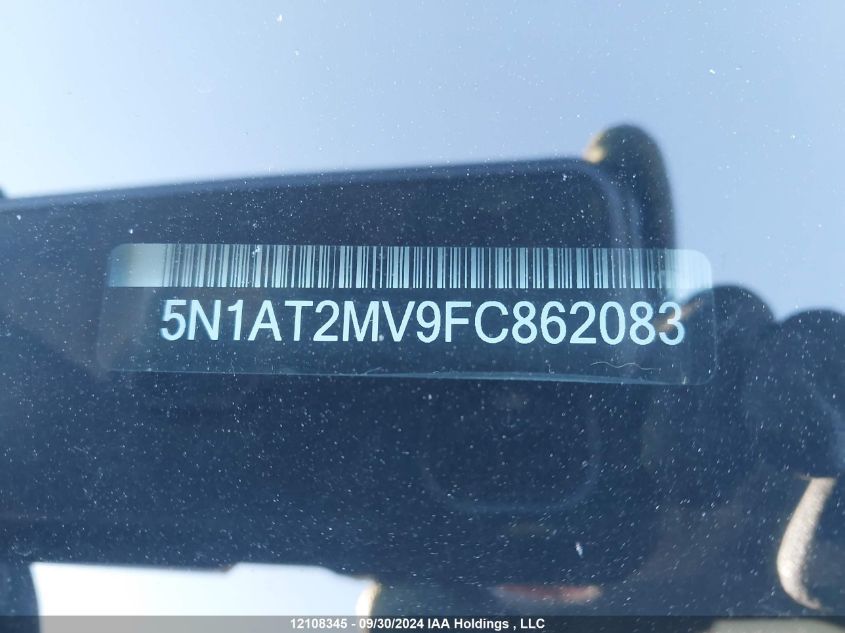 5N1AT2MV9FC862083
12108345 - 09/30/2024 IAA Holdings , LLC